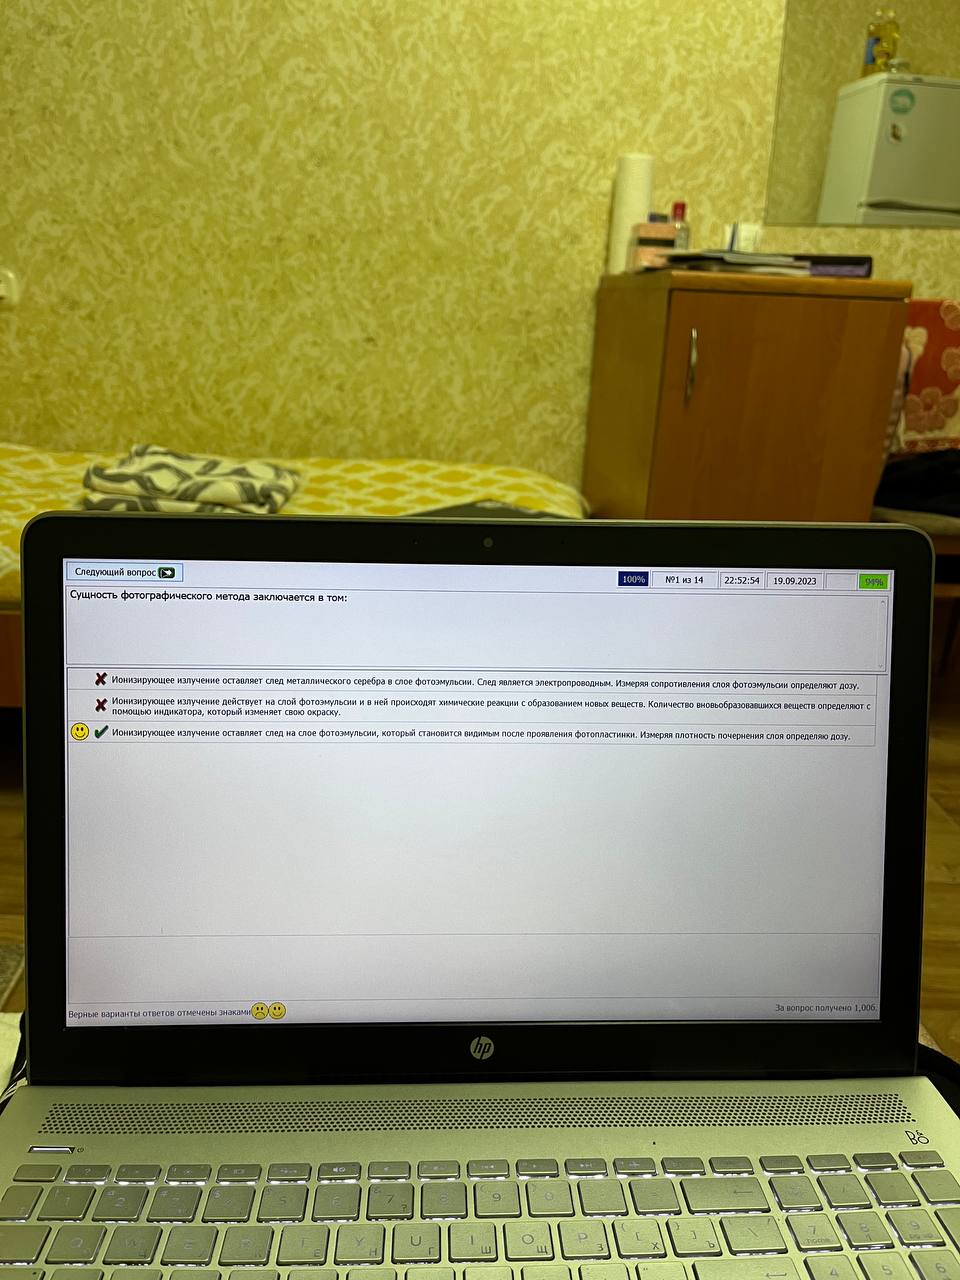 Следующий вопрос
100%
№1 из 14
22:52:54
19.09.2023
94%
Сущность фотографического метода заключается в том:
Ионизирующее излучение оставляет след металлического серебра в слое фотоэмульсии. След является электропроводным. Измеряя сопротивления слоя фотоэмульсии определяют дозу.
Ионизирующее излучение действует на слой фотоэмульсии и в ней происходят химические реакции с образованием новых веществ. Количество вновьобразовавшихся веществ определяют с
помощью индикатора, который изменяет свою окраску.
Ионизирующее излучение оставляет след на слое фотоэмульсии, который становится видимым после проявления фотопластинки. Измеряя плотность почернения слоя определяю дозу.
Верные варианты ответов отмечены знаками
За вопрос получено 1,00б.
hp
B&O